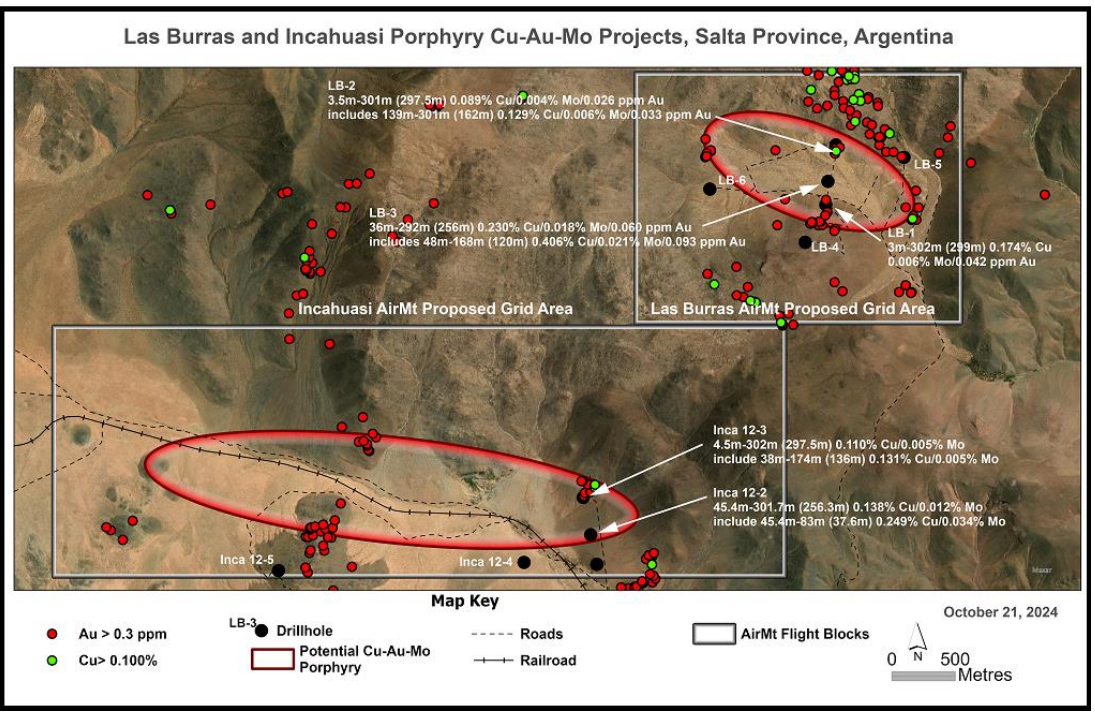 Las Burras and Incahuasi Porphyry Cu-Au-Mo Projects, Salta Province, Argentina
LB-2
3.5m-301m (297.5m) 0.089% Cu/0.004% Mo/0.026 ppm Au
includes 139m-301m (162m) 0.129% Cu/0.006% Mo/0.033 ppm Au
LB-5
LB-6
LB-3
36m-292m (256m) 0.230% Cu/0.018% Mo/0.060 ppm Au
includes 48m-168m (120m) 0.406% Cu/0.021% Mo/0.093 ppm Au
LB-1
3m-302m (299m) 0.174% Cu
0.006% Mo/0.042 ppm Au
LB-4
Incahuasi AirMt Proposed Grid Area
Las Burras AirMt Proposed Grid Area
Inca 12-3
4.5m-302m (297.5m) 0.110% Cu/0.005% Mo
include 38m-174m (136m) 0.131% Cu/0.005% Mo
Inca 12-2
45.4m-301.7m (256.3m) 0.138% Cu/0.012% Mo
include 45.4m-83m (37.6m) 0.249% Cu/0.034% Mo
Inca 12-5
Inca 12-4
Maxar
Map Key
October 21, 2024
Au > 0.3 ppm
Cu> 0.100%
LB-3
Drillhole
Potential Cu-Au-Mo
Porphyry
Roads
Railroad
AirMt Flight Blocks
N
0 500
Metres